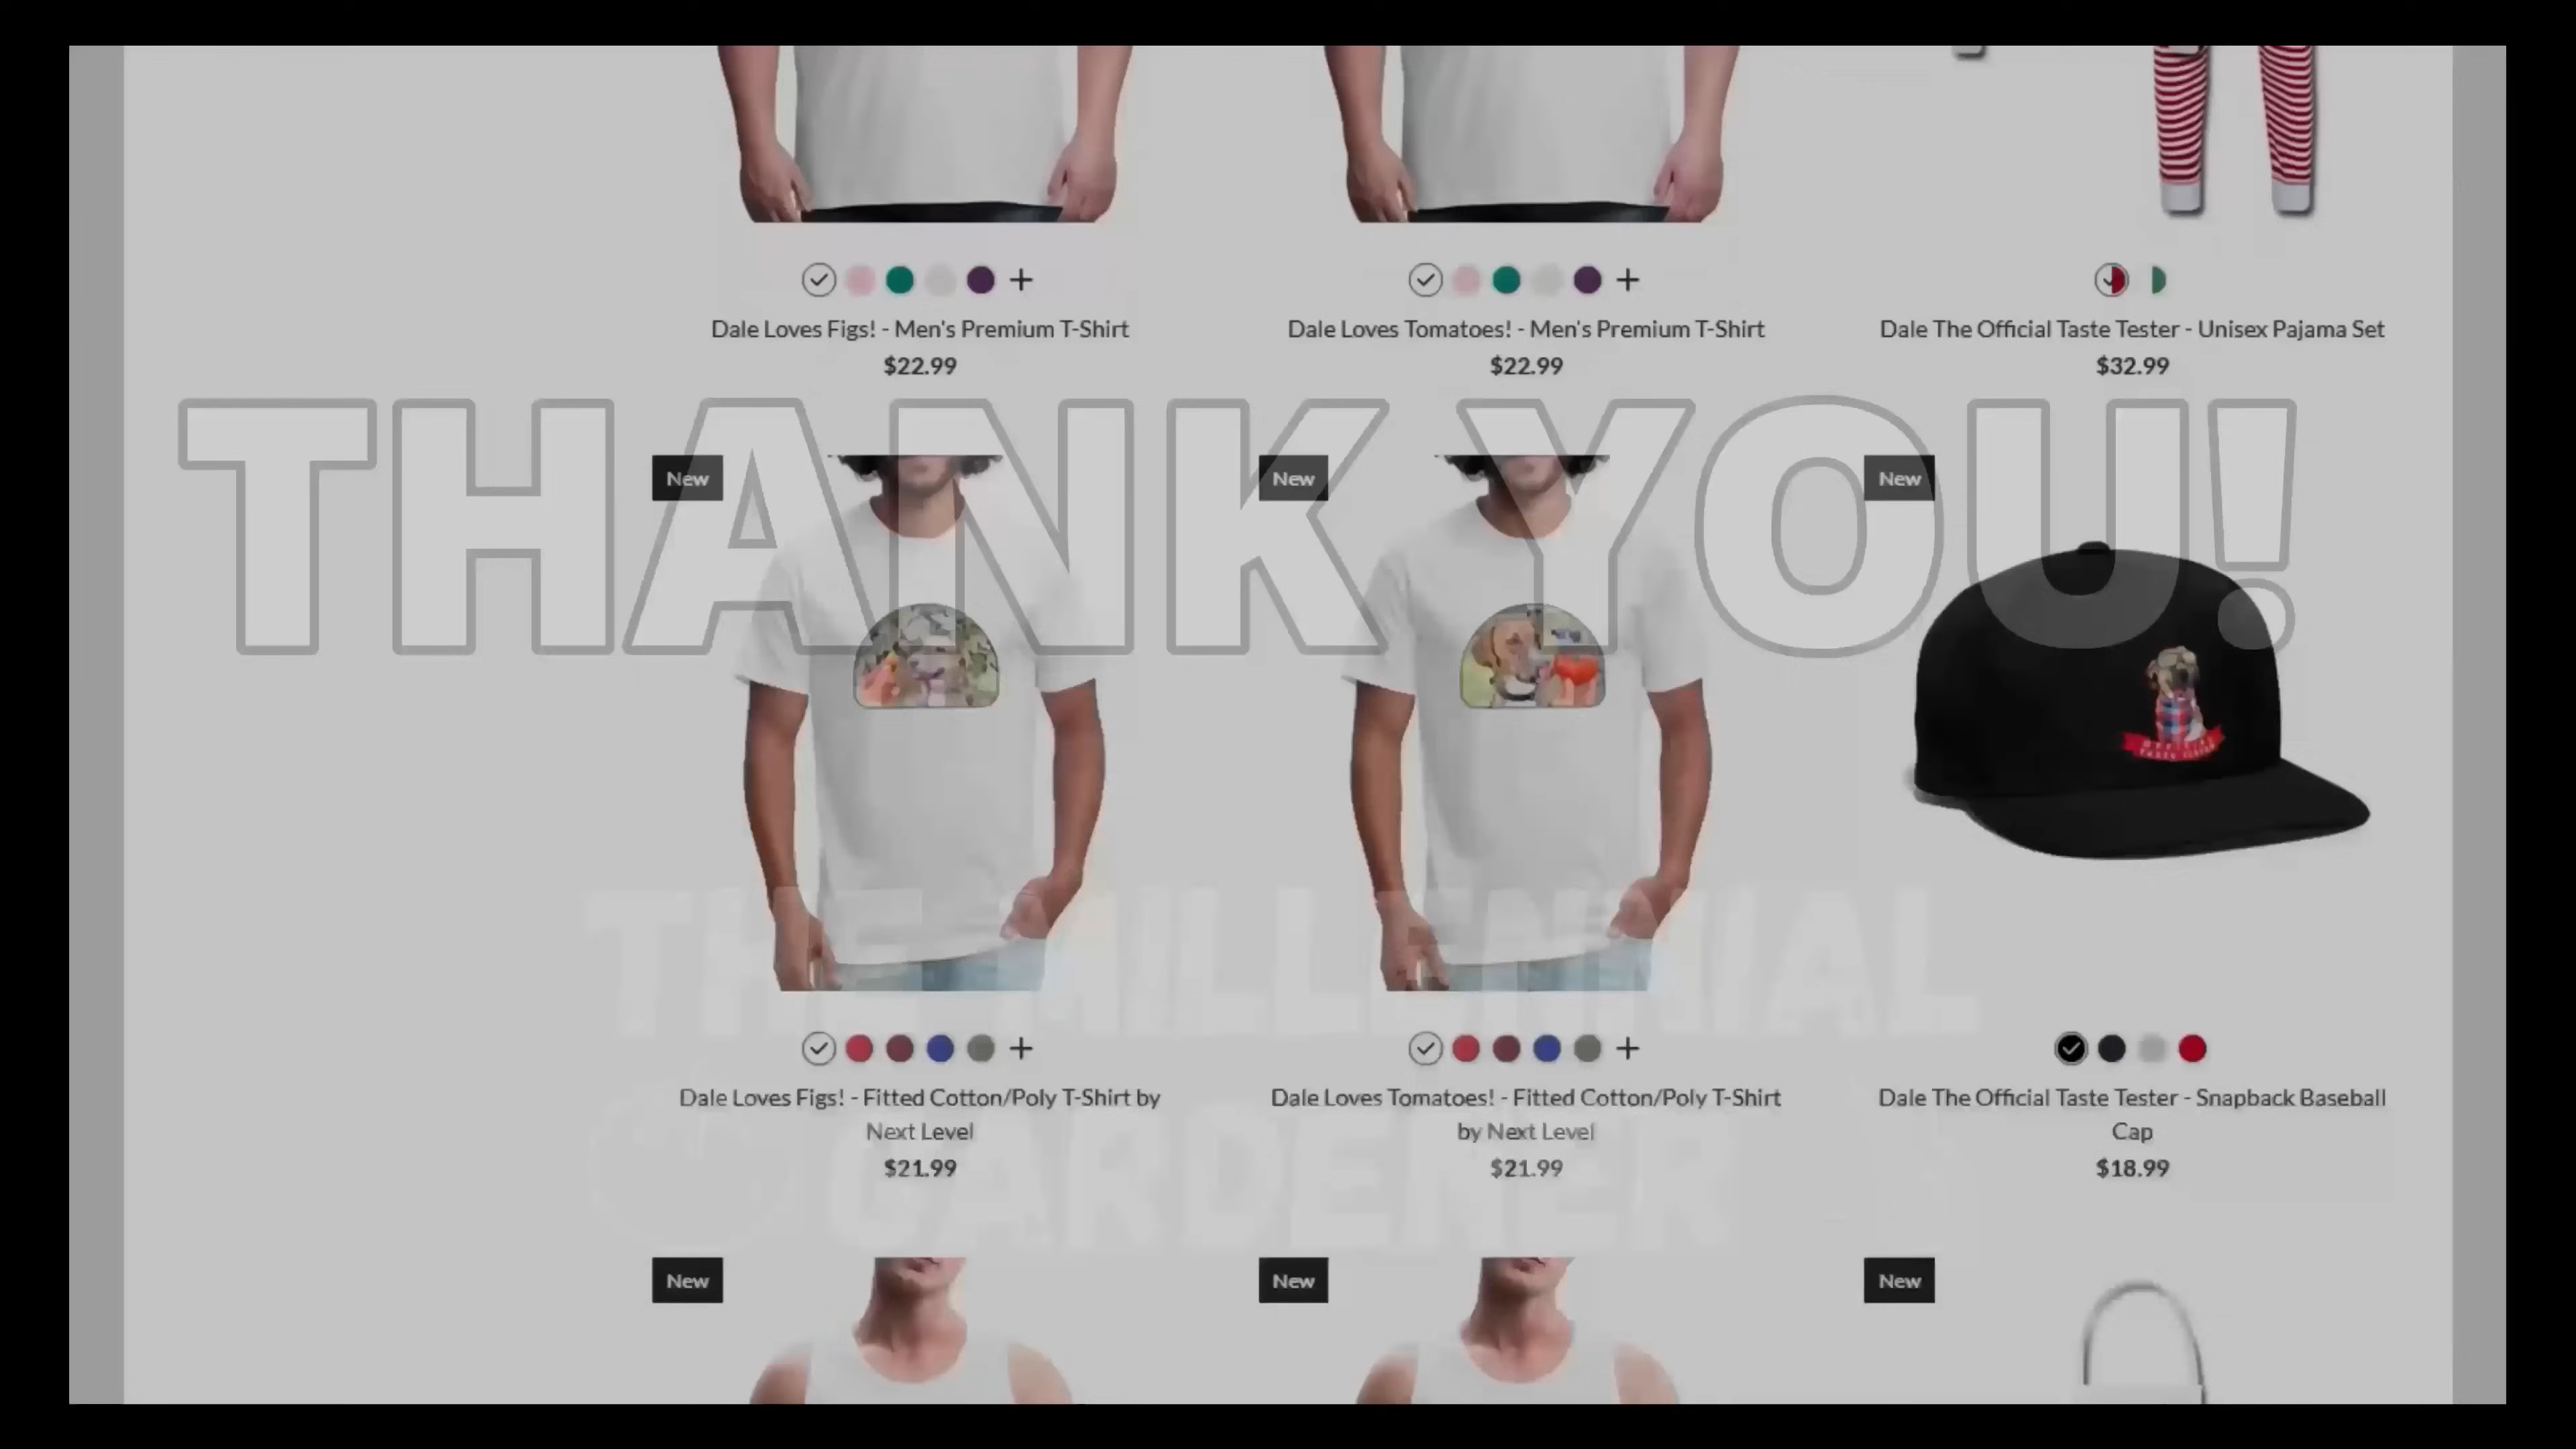 Dale Loves Figs! - Men's Premium T-Shirt
$22.99
Dale Loves Tomatoes! - Men's Premium T-Shirt
$22.99
Dale The Official Taste Tester - Unisex Pajama Set
$32.99
THANK YOU!
New
New
New
OFFICIAL
TASTE TESTER
THE MILLENNIAL
GARDENER
Dale Loves Figs! - Fitted Cotton/Poly T-Shirt by
Next Level
$21.99
Dale Loves Tomatoes! - Fitted Cotton/Poly T-Shirt
by Next Level
$21.99
Dale The Official Taste Tester - Snapback Baseball
Cap
$18.99
New
New
New